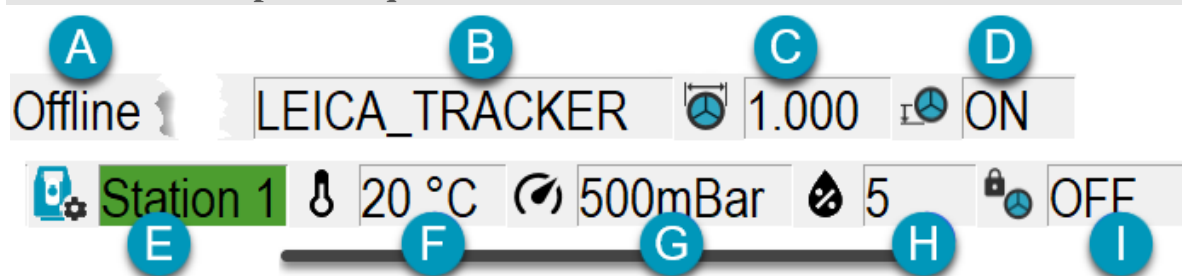 A B C D
Offline LEICA_TRACKER 1.000 ON
Station 1 20 °C 500mBar 5 OFF
E F G H I